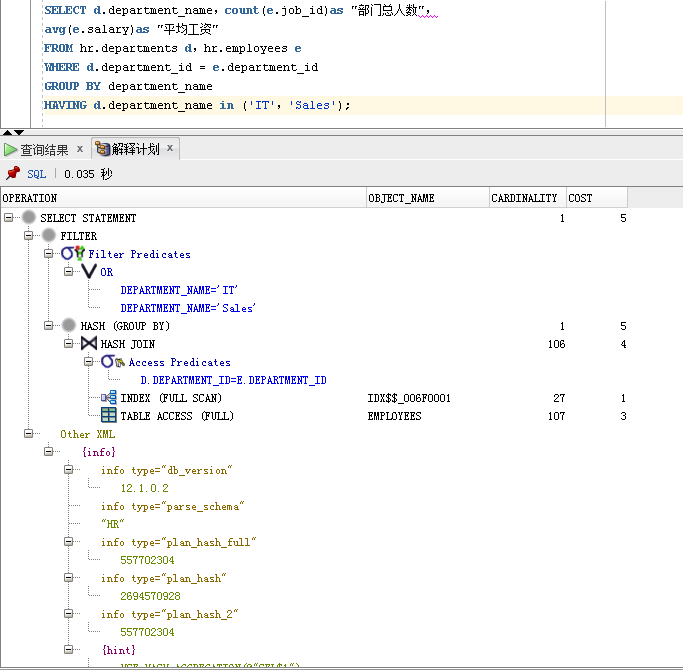 SELECT d.department_name，count(e.job_id)as "部门总人数"，
avg(e.salary)as "平均工资"
FROM hr.departments d，hr.employees e
WHERE d.department_id = e.department_id
GROUP BY department_name
HAVING d.department_name in ('IT'，'Sales');
查询结果 x 解释计划 x
SQL | 0.035 秒
OPERATION OBJECT_NAME CARDINALITY COST
SELECT STATEMENT 1 5
FILTER
Filter Predicates
OR
DEPARTMENT_NAME='IT'
DEPARTMENT_NAME='Sales'
HASH (GROUP BY) 1 5
HASH JOIN 106 4
Access Predicates
D.DEPARTMENT_ID=E.DEPARTMENT_ID
INDEX (FULL SCAN) IDX$$_006F0001 27 1
TABLE ACCESS (FULL) EMPLOYEES 107 3
Other XML
{info}
info type="db_version"
12.1.0.2
info type="parse_schema"
"HR"
info type="plan_hash_full"
557702304
info type="plan_hash"
2694570928
info type="plan_hash_2"
557702304
{hint}
USE_HASH_AGGREGATION(@"SEL$1")